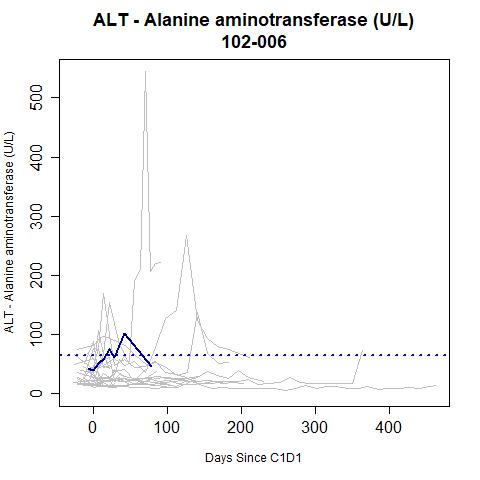 ALT - Alanine aminotransferase (U/L)
102-006
ALT - Alanine aminotransferase (U/L)
500
400
300
200
100
0
0 100 200 300 400
Days Since C1D1